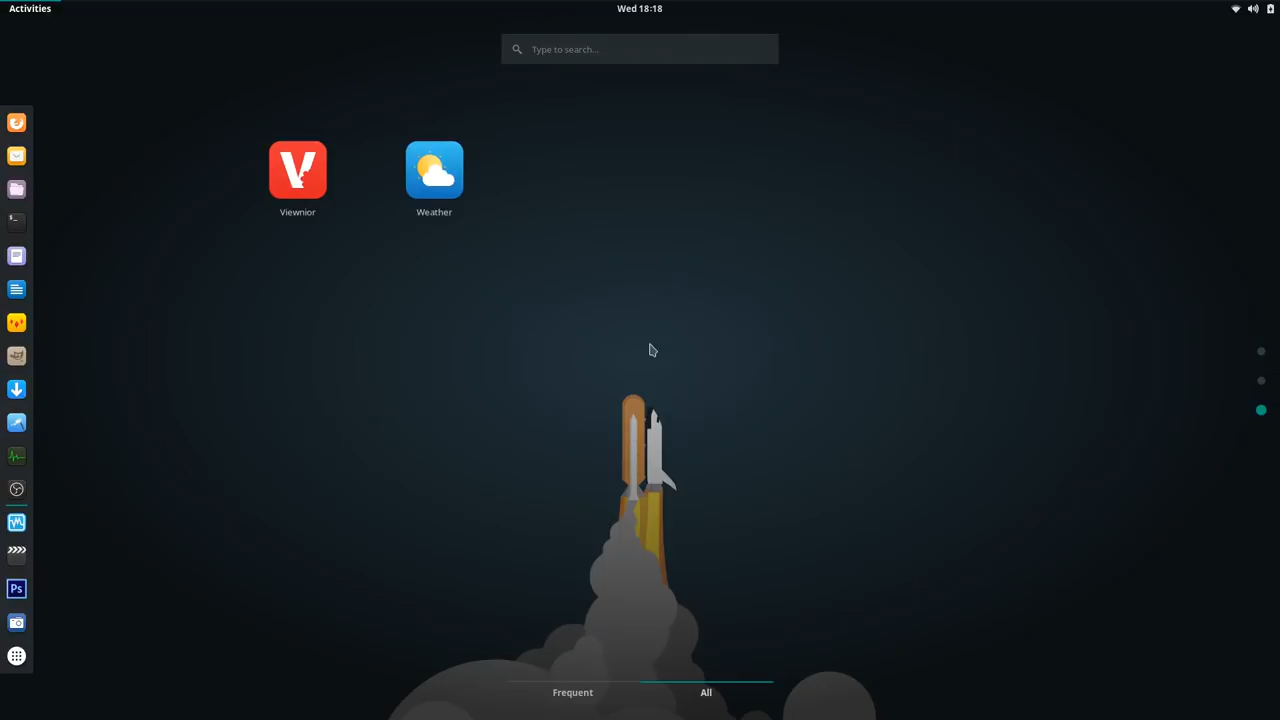 Activities
Wed 18:18
Type to search...
Viewnior
Weather
Ps
Frequent
All